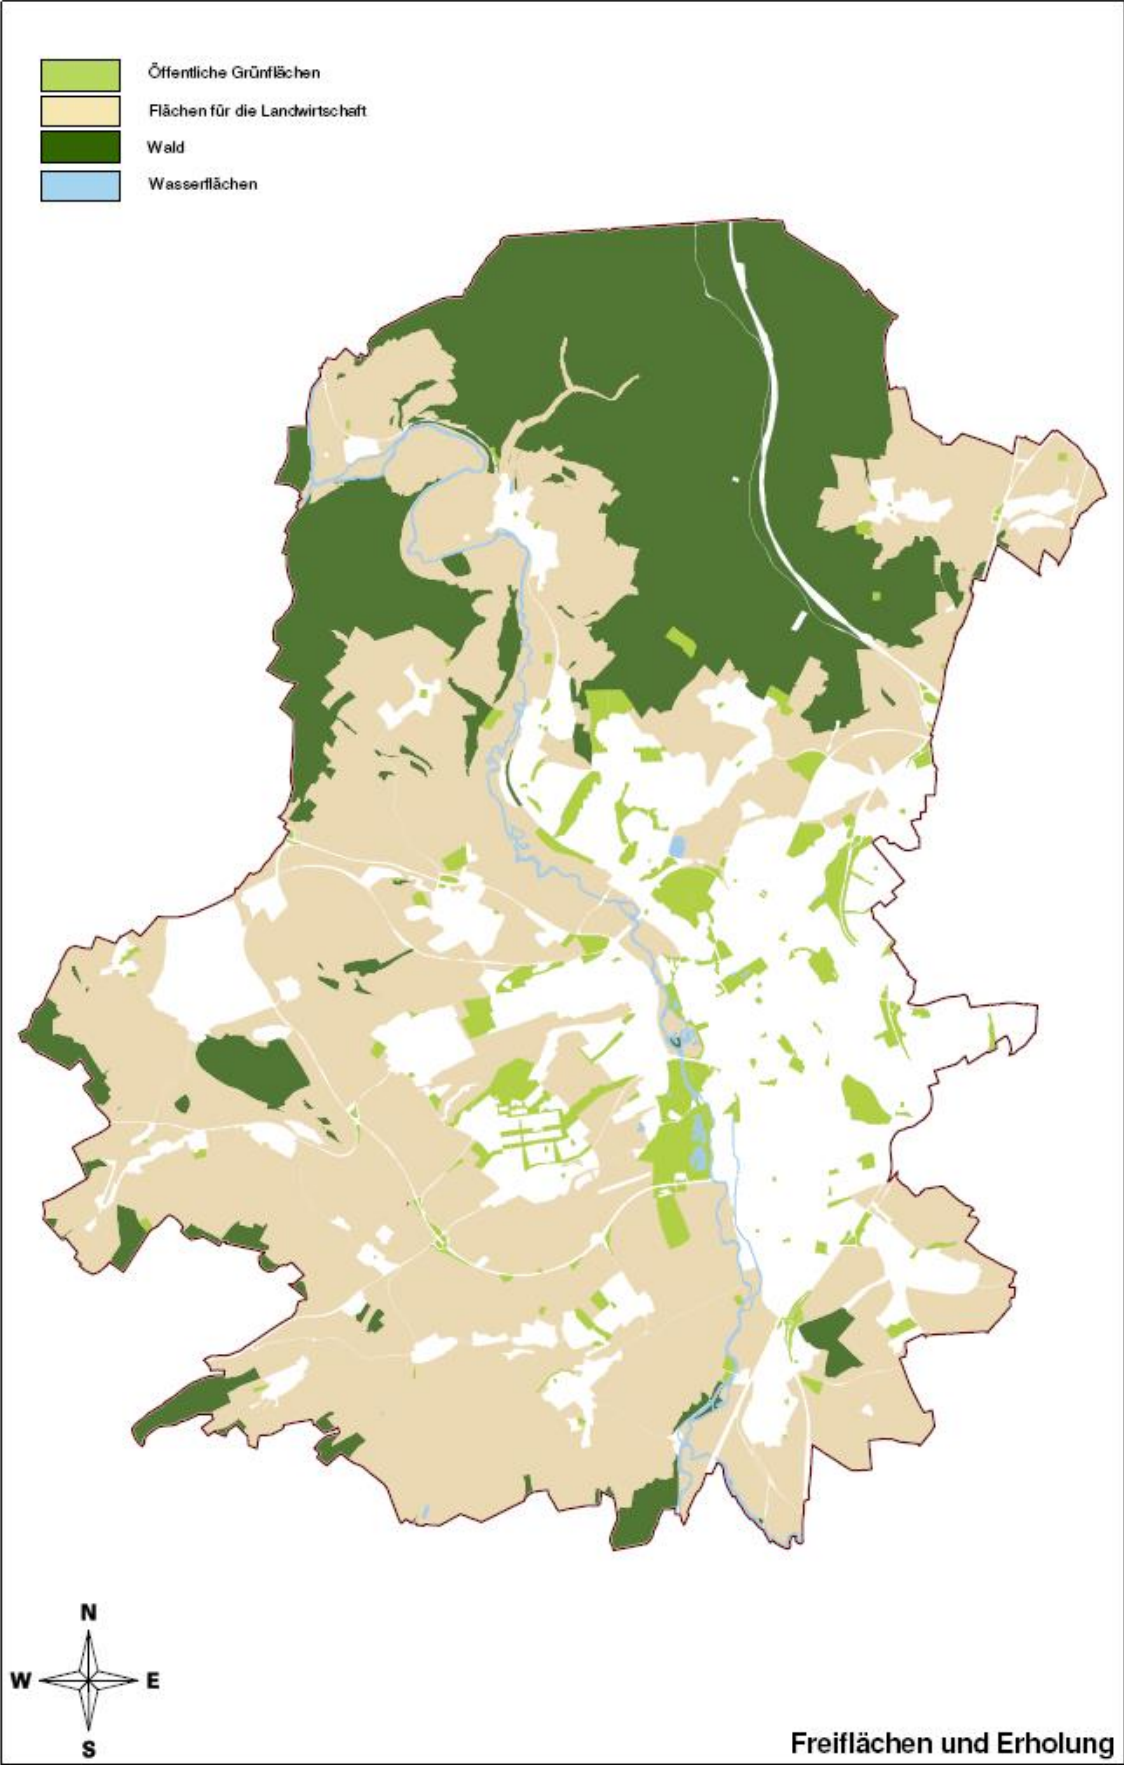 Öffentliche Grünflächen
Flächen für die Landwirtschaft
Wald
Wasserflächen
N
W E
S
Freiflächen und Erholung